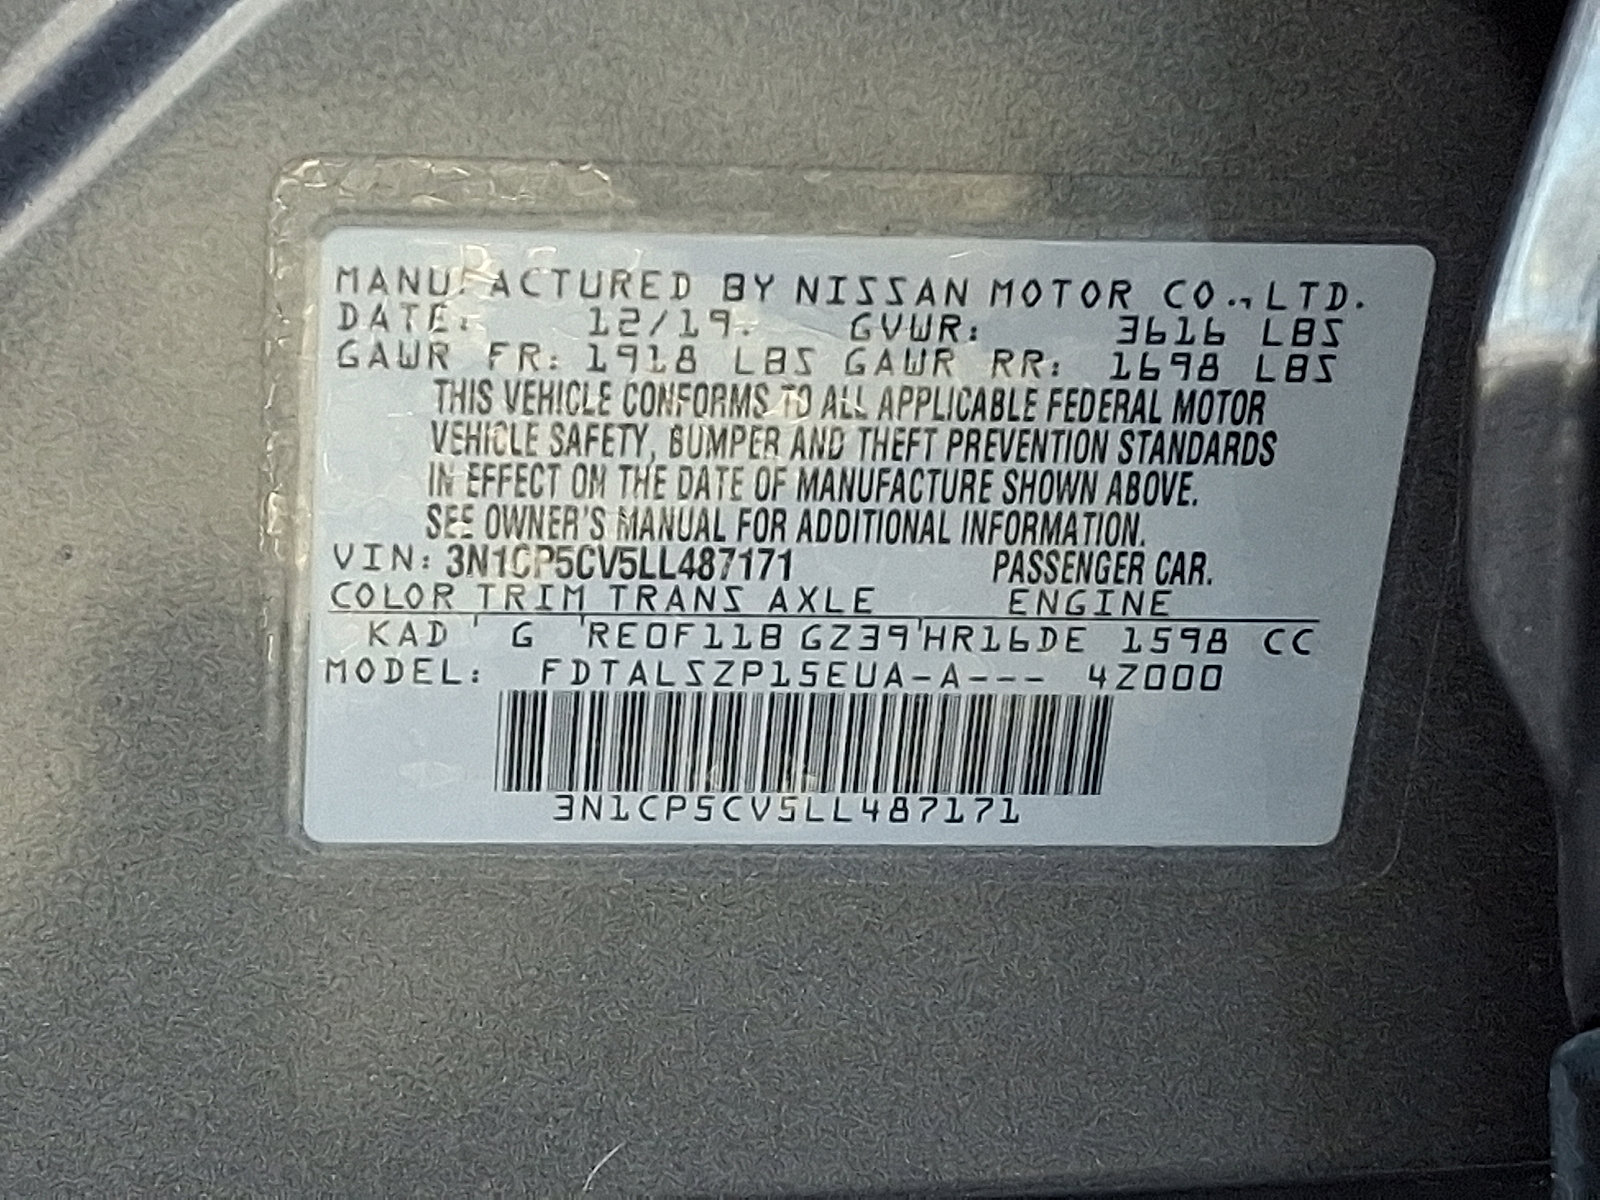 MANUFACTURED BY NISSAN MOTOR CO., LTD.
DATE: 12/19. GVWR: 3616 LBS
GAWR FR: 1918 LBS GAWR RR: 1698 LBS
THIS VEHICLE CONFORMS TO ALL APPLICABLE FEDERAL MOTOR
VEHICLE SAFETY, BUMPER AND THEFT PREVENTION STANDARDS
IN EFFECT ON THE DATE OF MANUFACTURE SHOWN ABOVE.
SEE OWNER'S MANUAL FOR ADDITIONAL INFORMATION.
VIN: 3N1CP5CV5LL487171 PASSENGER CAR.
COLOR TRIM TRANS AXLE ENGINE
KAD ' G 'RE0F11B GZ39'HR16DE 1598 CC
MODEL: FDTALSZP15EUA-A--- 4Z000
3N1CP5CV5LL487171